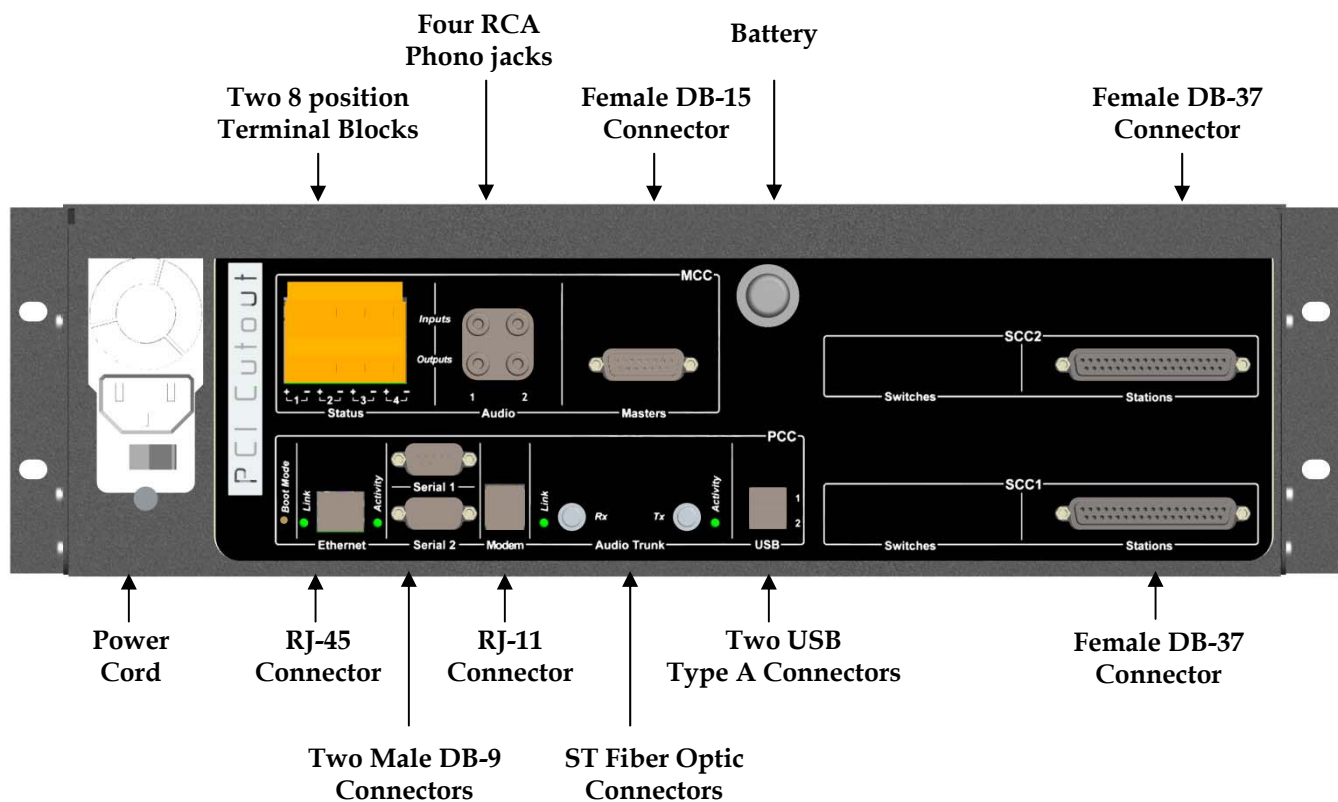 Four RCA
Phono jacks
Battery
Two 8 position
Terminal Blocks
Female DB-15
Connector
Female DB-37
Connector
PCI Cutout
MCC
Inputs
Outputs
+ - + - + - + -
1 2 3 4
1 2
Status
Audio
Masters
SCC2
Switches
Stations
PCC
Boot Mode
Link
Activity
Ethernet
Serial 1
Serial 2
Modem
Link
Rx
Tx
Activity
Audio Trunk
1
2
USB
SCC1
Switches
Stations
Power
Cord
RJ-45
Connector
RJ-11
Connector
Two USB
Type A Connectors
Female DB-37
Connector
Two Male DB-9
Connectors
ST Fiber Optic
Connectors